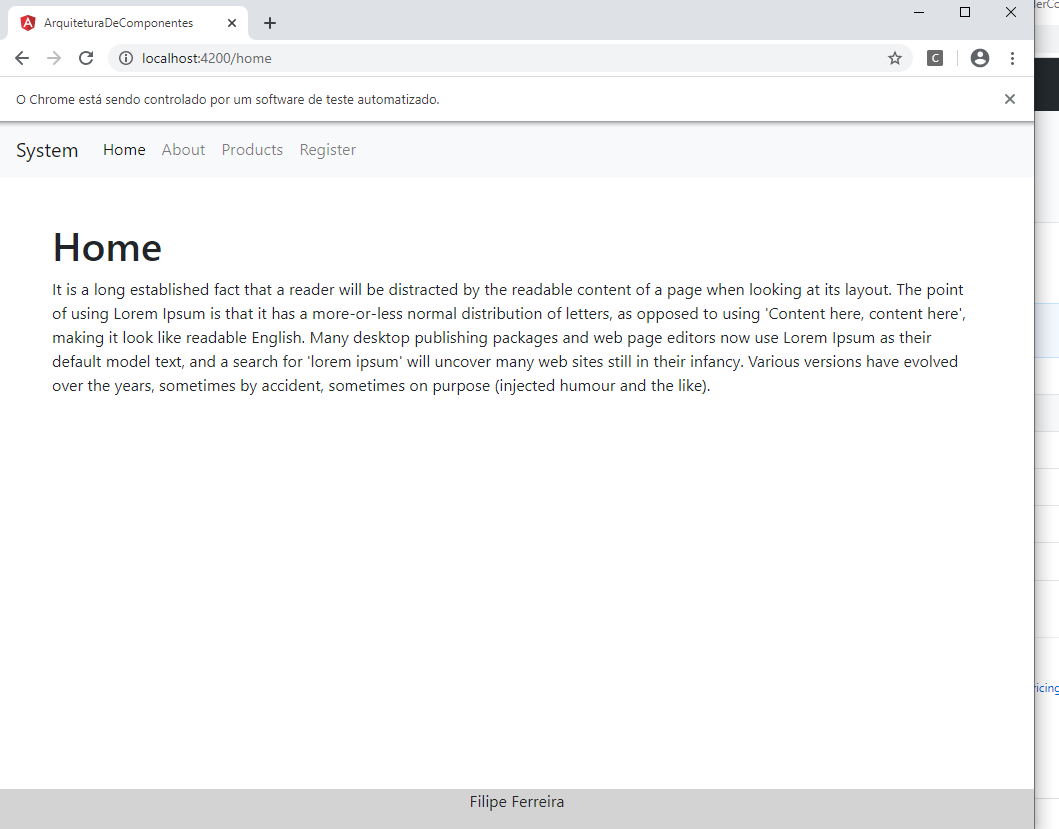 ArquiteturaDeComponentes
localhost:4200/home
C
O Chrome está sendo controlado por um software de teste automatizado.
System Home About Products Register
Home
It is a long established fact that a reader will be distracted by the readable content of a page when looking at its layout. The point
of using Lorem Ipsum is that it has a more-or-less normal distribution of letters, as opposed to using 'Content here, content here',
making it look like readable English. Many desktop publishing packages and web page editors now use Lorem Ipsum as their
default model text, and a search for 'lorem ipsum' will uncover many web sites still in their infancy. Various versions have evolved
over the years, sometimes by accident, sometimes on purpose (injected humour and the like).
Filipe Ferreira